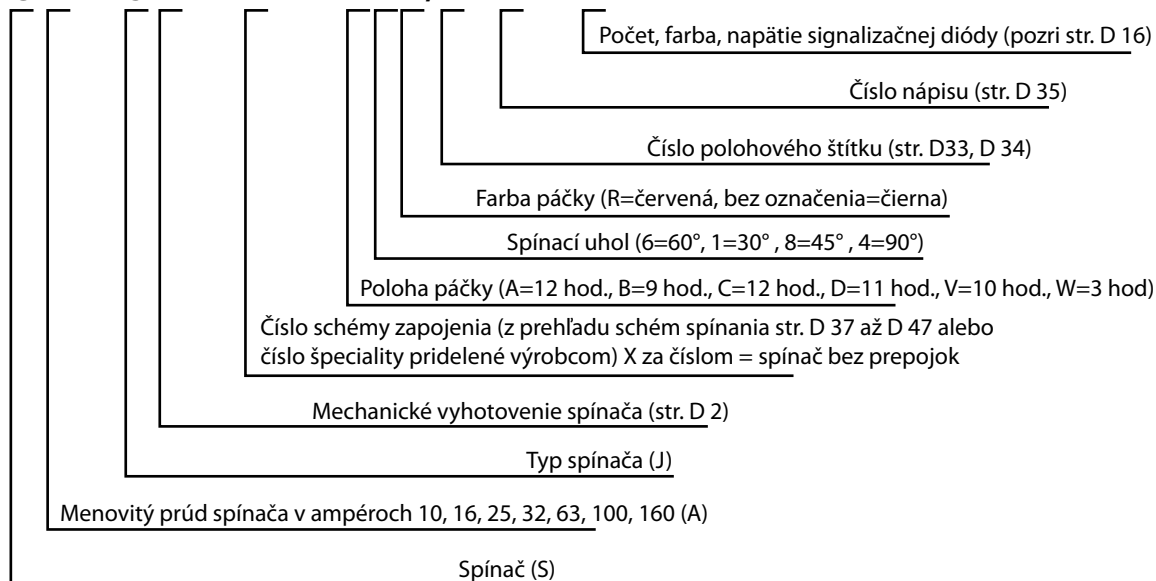 Počet, farba, napätie signalizačnej diódy (pozri str. D 16)
Číslo nápisu (str. D 35)
Číslo polohového štítku (str. D33, D 34)
Farba páčky (R=červená, bez označenia=čierna)
Spínací uhol (6=60°, 1=30° , 8=45° , 4=90°)
Poloha páčky (A=12 hod., B=9 hod., C=12 hod., D=11 hod., V=10 hod., W=3 hod)
Číslo schémy zapojenia (z prehľadu schém spínania str. D 37 až D 47 alebo
číslo špeciality pridelené výrobcom) X za číslom = spínač bez prepojok
Mechanické vyhotovenie spínača (str. D 2)
Typ spínača (J)
Menovitý prúd spínača v ampéroch 10, 16, 25, 32, 63, 100, 160 (A)
Spínač (S)